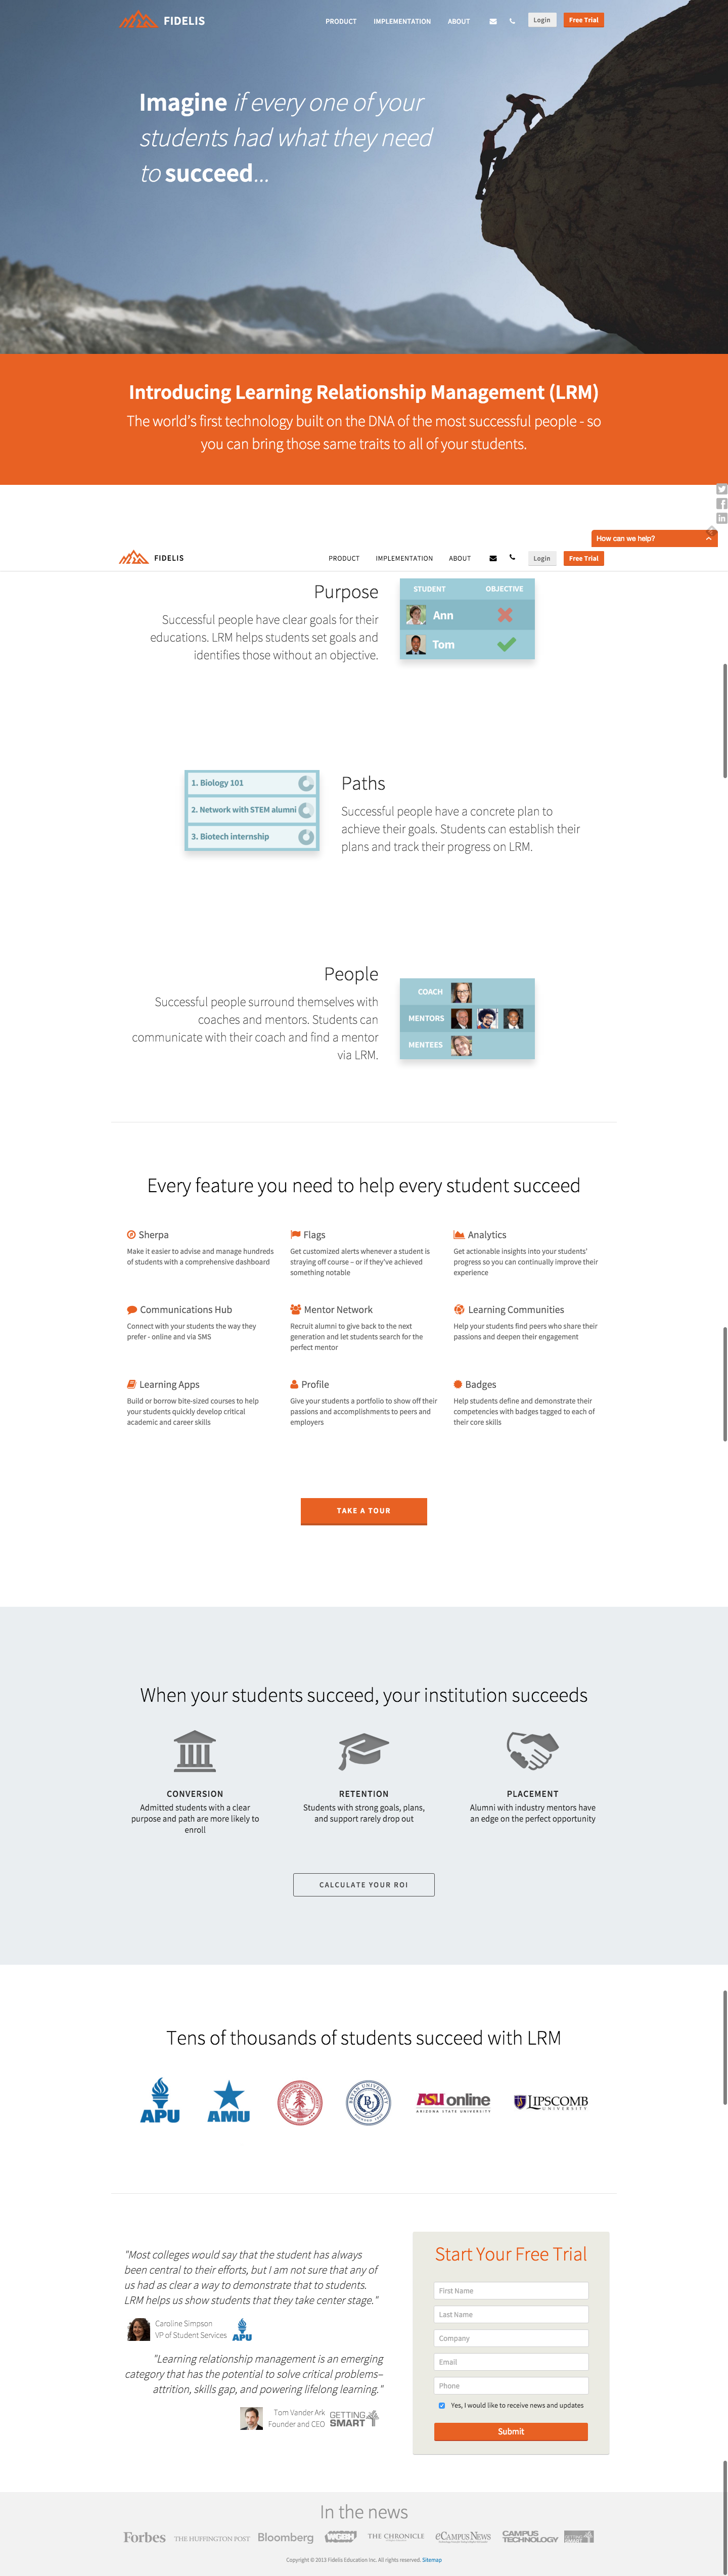 FIDELIS
PRODUCT IMPLEMENTATION ABOUT Login Free Trial
Imagine if every one of your
students had what they need
to succeed...
Introducing Learning Relationship Management (LRM)
The world's first technology built on the DNA of the most successful people - so
you can bring those same traits to all of your students.
How can we help?
FIDELIS PRODUCT IMPLEMENTATION ABOUT Login Free Trial
Purpose
Successful people have clear goals for their
educations. LRM helps students set goals and
identifies those without an objective.
STUDENT OBJECTIVE
Ann
Tom
1. Biology 101
2. Network with STEM alumni
3. Biotech internship
Paths
Successful people have a concrete plan to
achieve their goals. Students can establish their
plans and track their progress on LRM.
People
Successful people surround themselves with
coaches and mentors. Students can
communicate with their coach and find a mentor
via LRM.
COACH
MENTORS
MENTEES
Every feature you need to help every student succeed
Sherpa
Make it easier to advise and manage hundreds
of students with a comprehensive dashboard
Flags
Get customized alerts whenever a student is
straying off course – or if they've achieved
something notable
Analytics
Get actionable insights into your students'
progress so you can continually improve their
experience
Communications Hub
Connect with your students the way they
prefer - online and via SMS
Mentor Network
Recruit alumni to give back to the next
generation and let students search for the
perfect mentor
Learning Communities
Help your students find peers who share their
passions and deepen their engagement
Learning Apps
Build or borrow bite-sized courses to help
your students quickly develop critical
academic and career skills
Profile
Give your students a portfolio to show off their
passions and accomplishments to peers and
employers
Badges
Help students define and demonstrate their
competencies with badges tagged to each of
their core skills
TAKE A TOUR
When your students succeed, your institution succeeds
CONVERSION
Admitted students with a clear
purpose and path are more likely to
enroll
RETENTION
Students with strong goals, plans,
and support rarely drop out
PLACEMENT
Alumni with industry mentors have
an edge on the perfect opportunity
CALCULATE YOUR ROI
Tens of thousands of students succeed with LRM
APU
AMU
BU
ASU online
ARIZONA STATE UNIVERSITY
LIPSCOMB
UNIVERSITY
"Most colleges would say that the student has always
been central to their efforts, but I am not sure that any of
us had as clear a way to demonstrate that to students.
LRM helps us show students that they take center stage."
Caroline Simpson
VP of Student Services
APU
"Learning relationship management is an emerging
category that has the potential to solve critical problems–
attrition, skills gap, and powering lifelong learning."
Tom Vander Ark
Founder and CEO
GETTING
SMART
Start Your Free Trial
First Name
Last Name
Company
Email
Phone
Yes, I would like to receive news and updates
Submit
In the news
Forbes THE HUFFINGTON POST Bloomberg WGBH THE CHRONICLE eCAMPUS NEWS CAMPUS TECHNOLOGY
Copyright © 2013 Fidelis Education Inc. All rights reserved. Sitemap